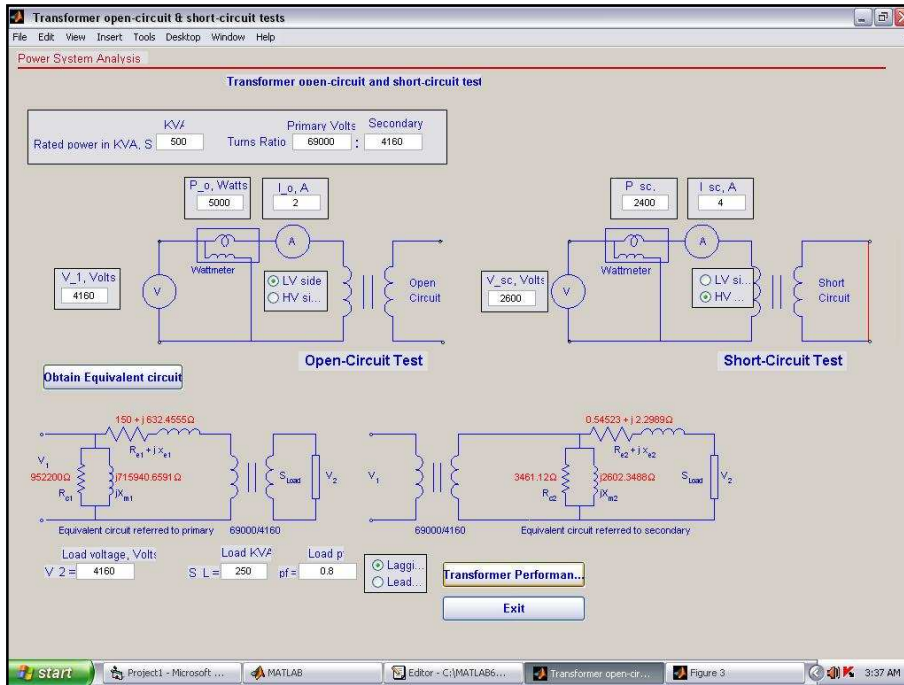 Transformer open-circuit & short-circuit tests
File Edit View Insert Tools Desktop Window Help
Power System Analysis
Transformer open-circuit and short-circuit test
KVA
Primary Volts
Secondary
Rated power in KVA, S
500
Turns Ratio
69000
:
4160
P_o, Watts
5000
I_o, A
2
P sc,
2400
I sc, A
4
A
A
Wattmeter
Wattmeter
V_1, Volts
4160
V
LV side
HV si...
Open
Circuit
V_sc, Volts
2600
V
LV si...
HV ...
Short
Circuit
Open-Circuit Test
Short-Circuit Test
Obtain Equivalent circuit
150 + j 632.4555Ω
Re1 + j xe1
V1
952200Ω
Rc1
j715940.6591Ω
jXm1
SLoad
V2
Equivalent circuit referred to primary
69000/4160
0.54523 + j 2.2989Ω
Re2 + j xe2
V1
3461.12Ω
Rc2
j2602.3488Ω
jXm2
SLoad
V2
69000/4160
Equivalent circuit referred to secondary
Load voltage, Volts
Load KVA
Load p
V 2=
4160
S L=
250
pf=
0.8
Laggi...
Lead...
Transformer Performan...
Exit
start
Project1 - Microsoft ...
MATLAB
Editor - C:\MATLAB6...
Transformer open-cir...
Figure 3
3:37 AM